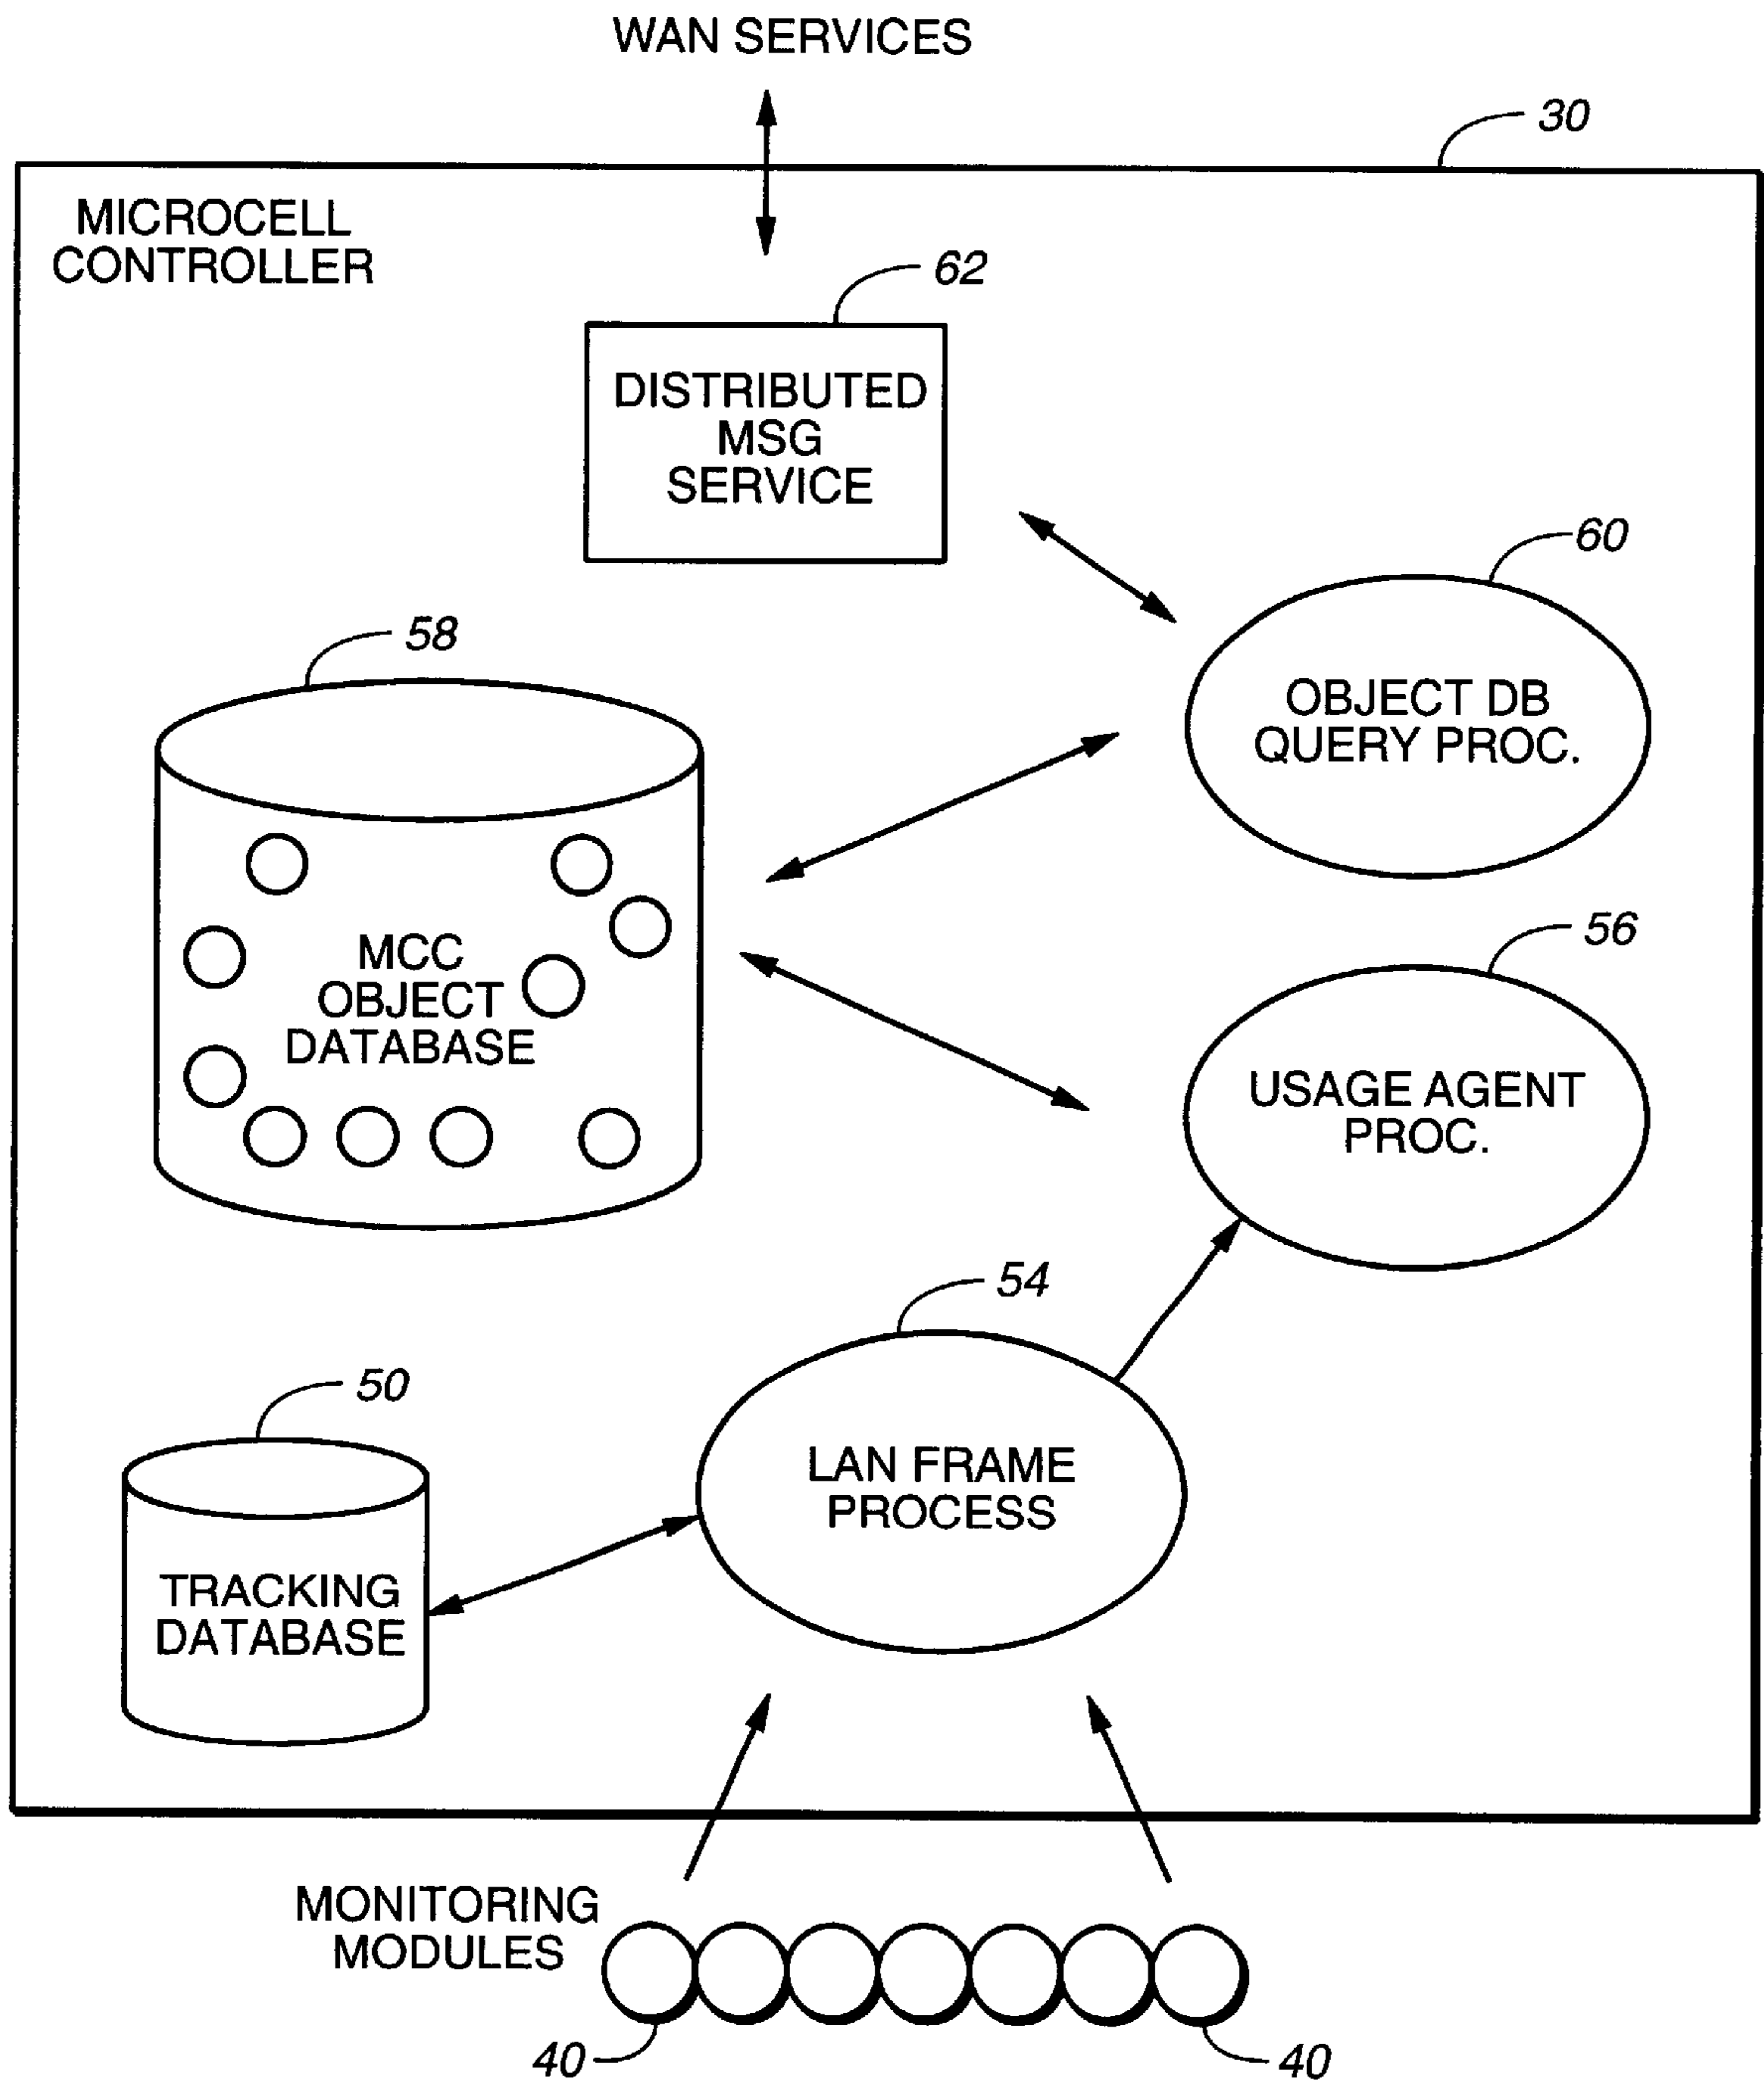 WAN SERVICES
30
MICROCELL
CONTROLLER
62
DISTRIBUTED
MSG
SERVICE
60
58
OBJECT DB
QUERY PROC.
56
MCC
OBJECT
DATABASE
USAGE AGENT
PROC.
54
50
LAN FRAME
PROCESS
TRACKING
DATABASE
MONITORING
MODULES
40
40